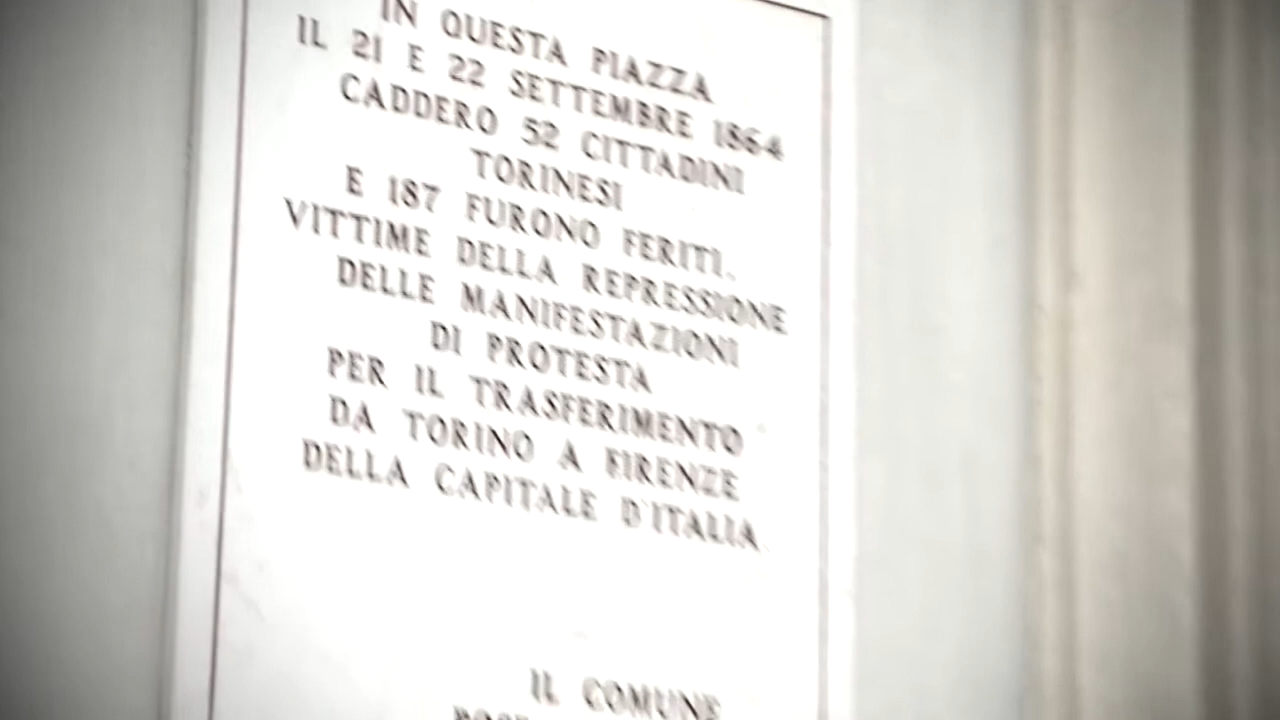 IN QUESTA PIAZZA
IL 21 E 22 SETTEMBRE 1864
CADDERO 52 CITTADINI
TORINESI
E 187 FURONO FERITI.
VITTIME DELLA REPRESSIONE
DELLE MANIFESTAZIONI
DI PROTESTA
PER IL TRASFERIMENTO
DA TORINO A FIRENZE
DELLA CAPITALE D'ITALIA.
IL COMUNE